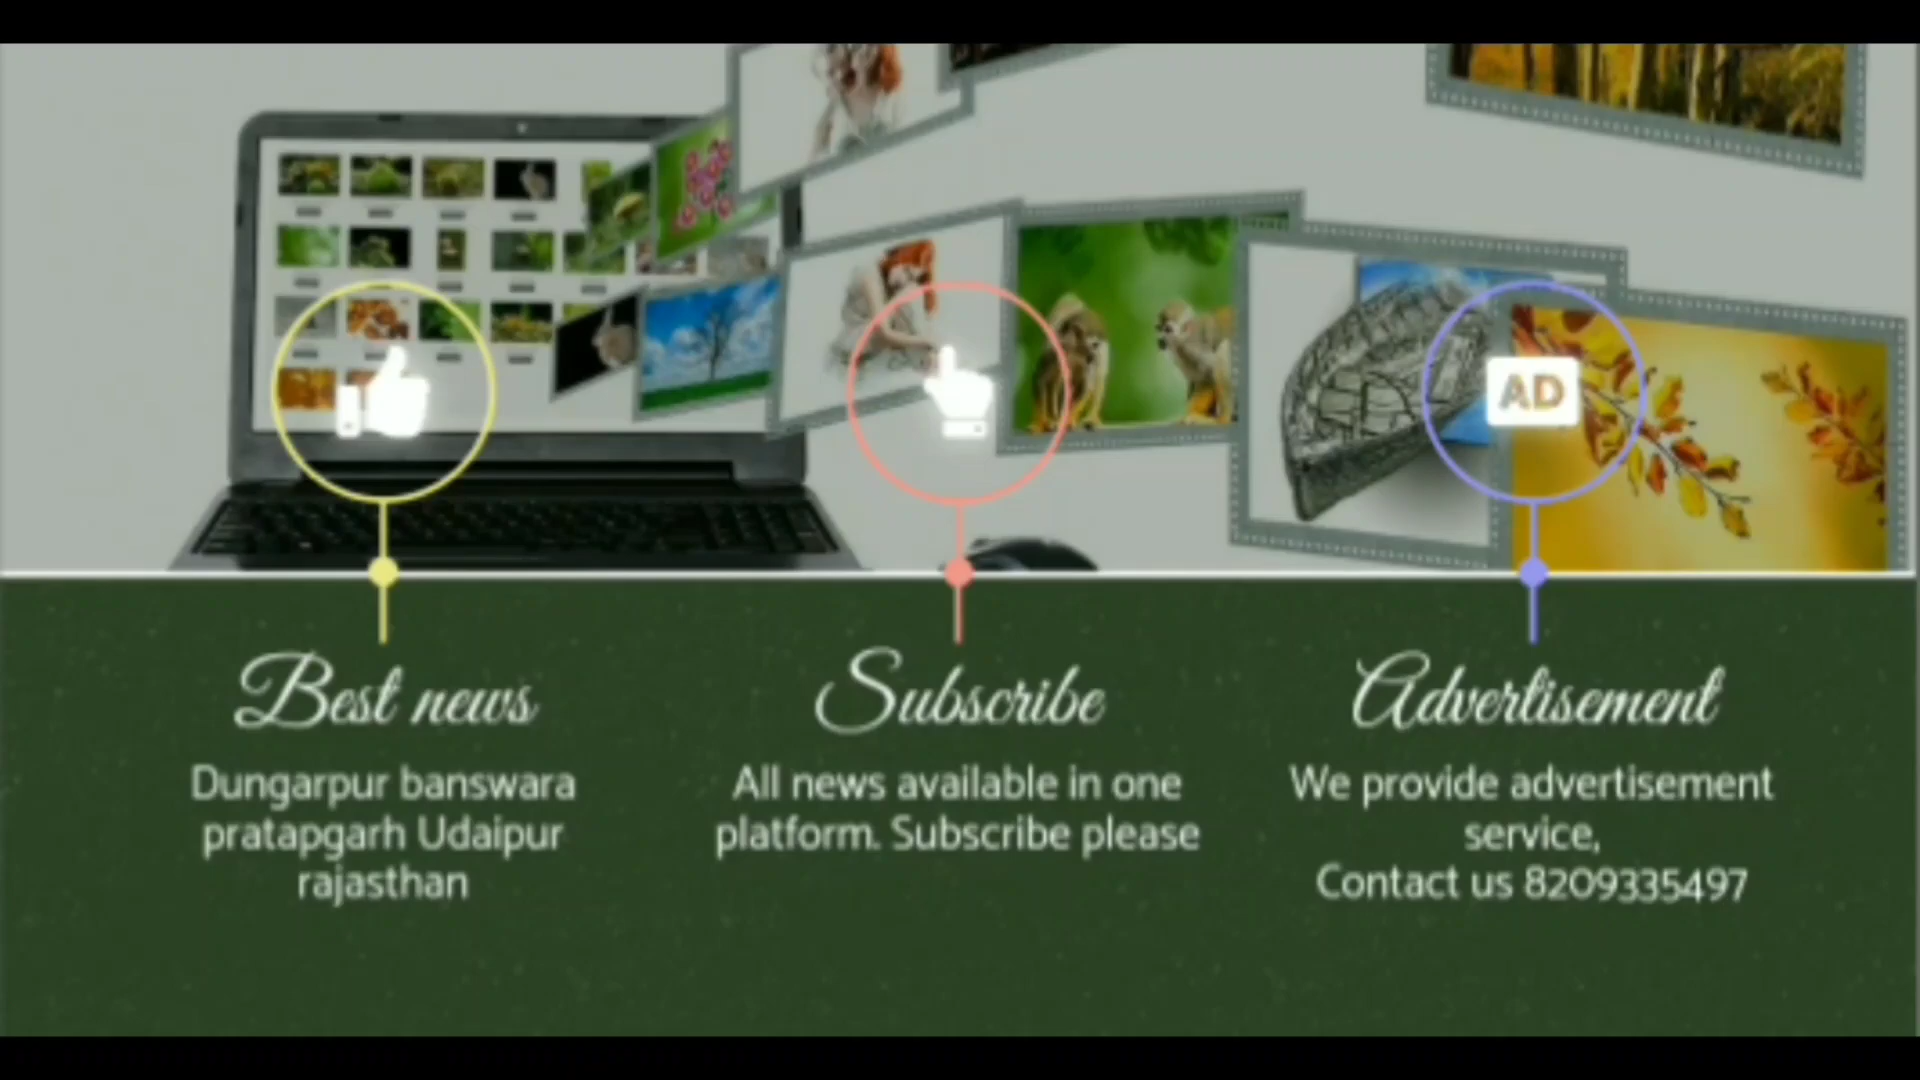 AD
Best news
Dungarpur banswara
pratapgarh Udaipur
rajasthan
Subscribe
All news available in one
platform. Subscribe please
Advertisement
We provide advertisement
service,
Contact us 8209335497